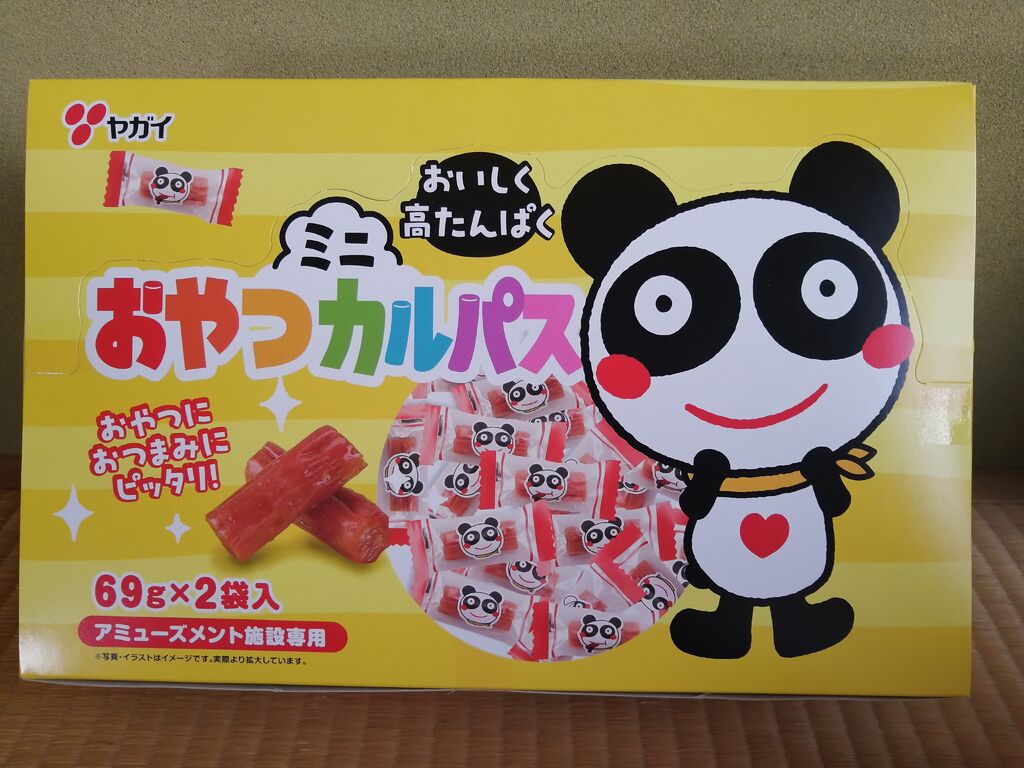 ヤガイ
おいしく
高たんぱく
ミニ
おやつカルパス
おやつに
おつまみに
ピッタリ!
69g×2袋入
アミューズメント施設専用
※写真・イラストはイメージです。実際より拡大しています。